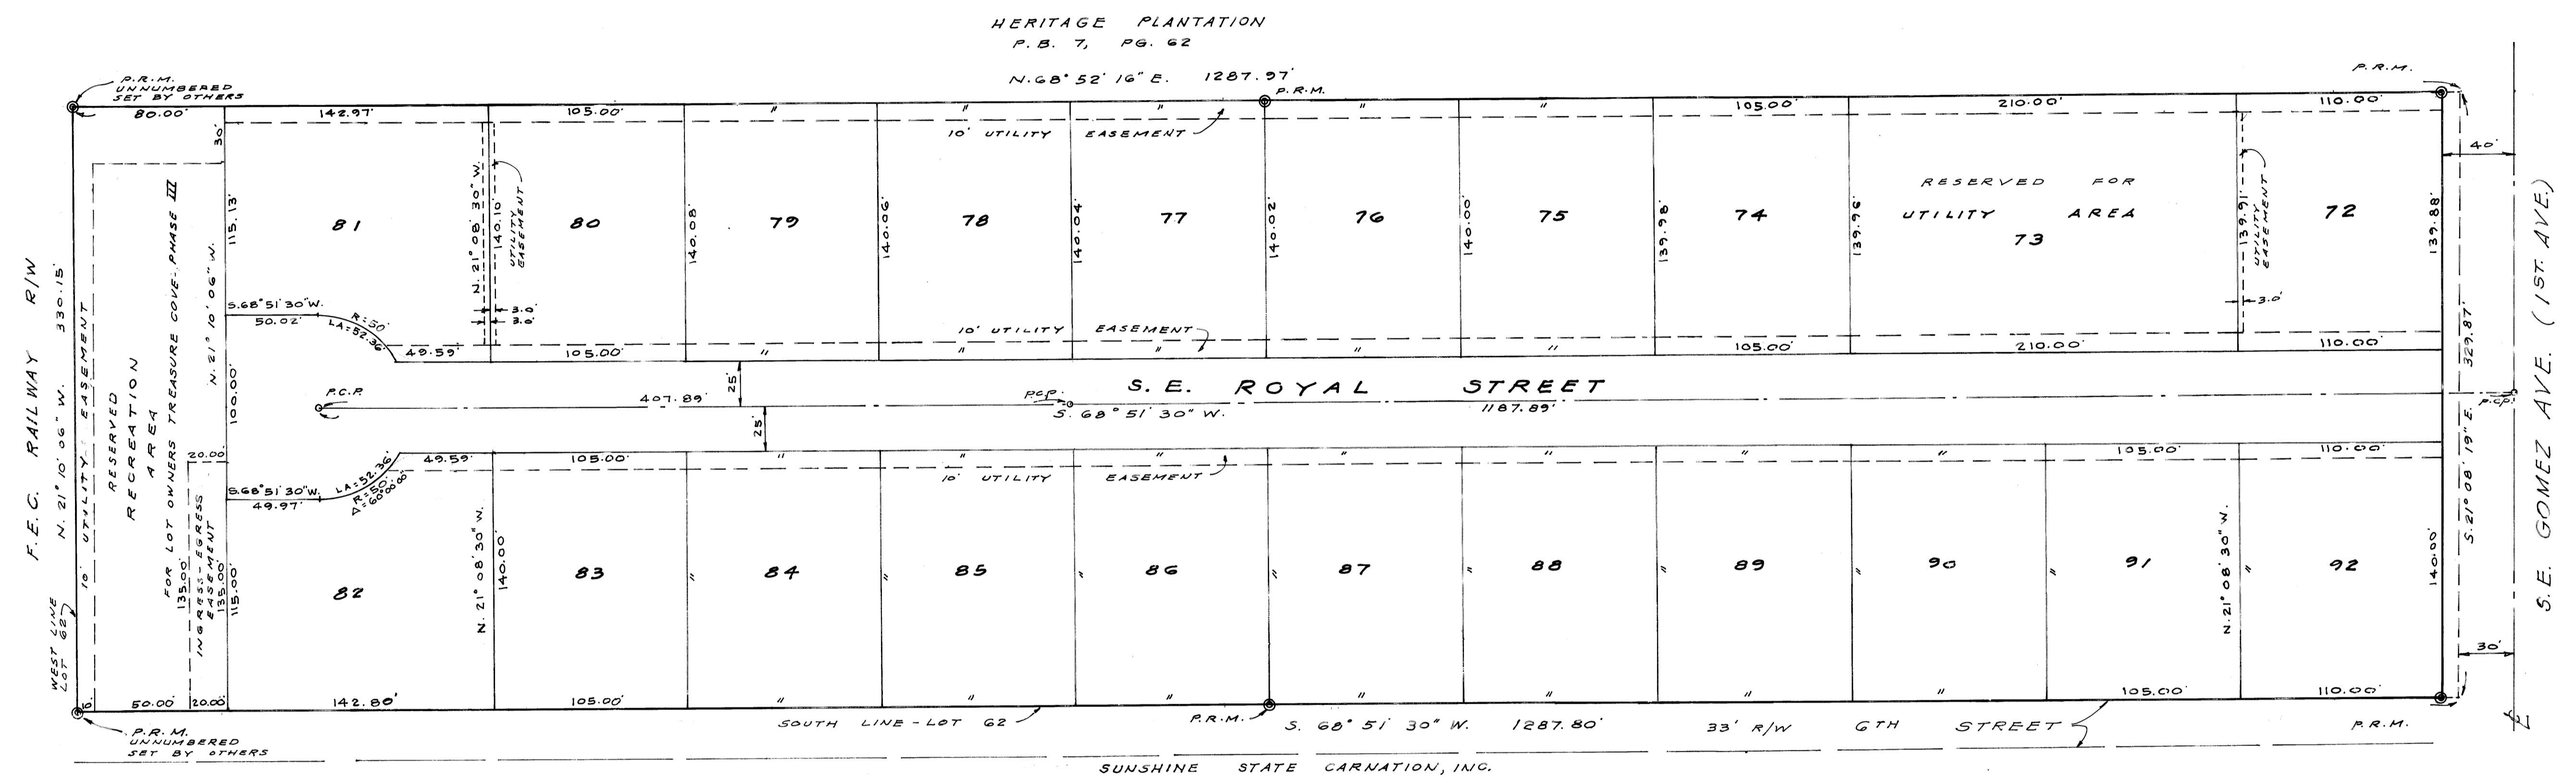 HERITAGE PLANTATION
P.B. 7, PG. 62
N. 68° 52' 16" E. 1287.97'
P.R.M.
UNNUMBERED
SET BY OTHERS
P.R.M.
P.R.M.
80.00' 142.97' 105.00' " " " " " 105.00' 210.00' 110.00'
10' UTILITY EASEMENT
30'
40'
81 80 79 78 77 76 75 74
RESERVED FOR
UTILITY AREA
73
72
115.13'
N. 21° 08' 30" W.
140.10'
UTILITY
EASEMENT
140.08'
140.06'
140.04'
140.02'
140.00'
139.98'
139.96'
139.91'
UTILITY
EASEMENT
139.88'
3.0'
3.0'
3.0'
S. 68° 51' 30" W.
50.02'
R=50'
LA=52.36'
10' UTILITY EASEMENT
49.59' 105.00' " " " " " 105.00' 210.00' 110.00'
F.E.C. RAILWAY R/W
N. 21° 10' 06" W. 330.15'
WEST LINE
LOT 62
10' UTILITY EASEMENT
RESERVED
RECREATION
AREA
FOR LOT OWNERS TREASURE COVE-PHASE III
N. 21° 10' 06" W.
100.00'
P.C.P.
407.89'
25'
25'
P.C.P.
S.E. ROYAL STREET
S. 68° 51' 30" W. 1187.89'
P.C.P.
329.87'
S. 21° 08' 19" E.
S.E. GOMEZ AVE. (1ST. AVE.)
20.00'
49.59' 105.00' " " " " " " " 105.00' 110.00'
10' UTILITY EASEMENT
S. 68° 51' 30" W.
49.97'
LA=52.36'
R=50'
Δ=60°00'00"
INGRESS-EGRESS
EASEMENT
135.00'
135.00'
115.00'
82 83 84 85 86 87 88 89 90 91 92
N. 21° 08' 30" W.
140.00'
" " " " " " " "
N. 21° 08' 30" W.
"
140.00'
30'
10' 50.00' 20.00' 142.80' 105.00' " " " " " " " 105.00' 110.00'
SOUTH LINE - LOT 62
P.R.M.
S. 68° 51' 30" W. 1287.80'
33' R/W 6TH STREET
P.R.M.
P.R.M.
UNNUMBERED
SET BY OTHERS
SUNSHINE STATE CARNATION, INC.